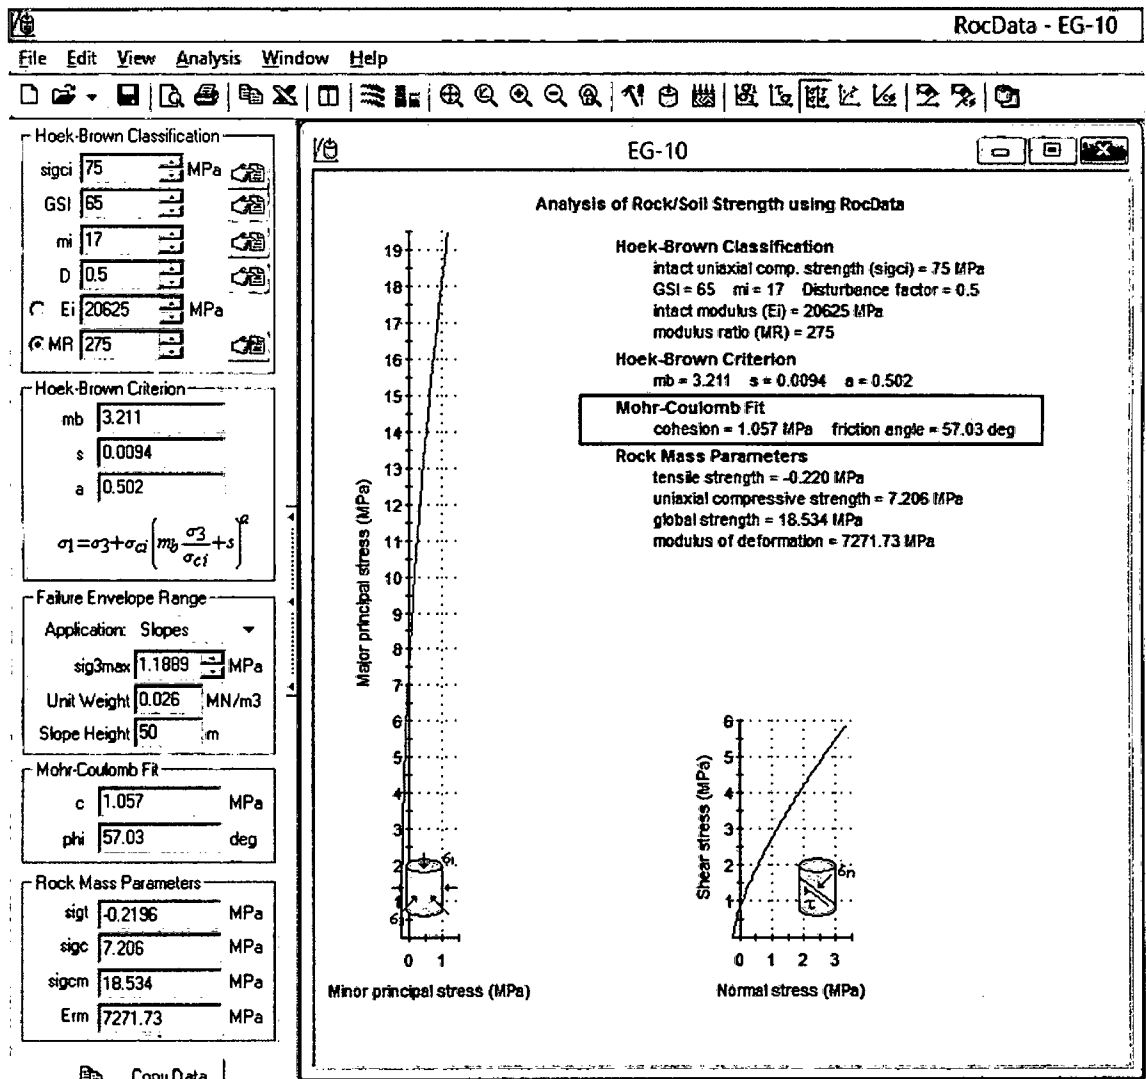 RocData - EG-10
File Edit View Analysis Window Help
Hoek-Brown Classification
sigci 75 MPa
GSI 65
mi 17
D 0.5
Ei 20625 MPa
MR 275
Hoek-Brown Criterion
mb 3.211
s 0.0094
a 0.502
σ1=σ3+σci(mb σ3/σci+s)^a
Failure Envelope Range
Application: Slopes
sig3max 1.1889 MPa
Unit Weight 0.026 MN/m3
Slope Height 50 m
Mohr-Coulomb Fit
c 1.057 MPa
phi 57.03 deg
Rock Mass Parameters
sigt -0.2196 MPa
sigc 7.206 MPa
sigcm 18.534 MPa
Erm 7271.73 MPa
Copy Data
EG-10
Analysis of Rock/Soil Strength using RocData
Hoek-Brown Classification
intact uniaxial comp. strength (sigci) = 75 MPa
GSI = 65 mi = 17 Disturbance factor = 0.5
intact modulus (Ei) = 20625 MPa
modulus ratio (MR) = 275
Hoek-Brown Criterion
mb = 3.211 s = 0.0094 a = 0.502
Mohr-Coulomb Fit
cohesion = 1.057 MPa friction angle = 57.03 deg
Rock Mass Parameters
tensile strength = -0.220 MPa
uniaxial compressive strength = 7.206 MPa
global strength = 18.534 MPa
modulus of deformation = 7271.73 MPa
Major principal stress (MPa)
19
18
17
16
15
14
13
12
11
10
9
8
7
6
5
4
3
2
1
σ1
σ3
0 1
Minor principal stress (MPa)
Shear stress (MPa)
6
5
4
3
2
1
σn
τ
0 1 2 3
Normal stress (MPa)